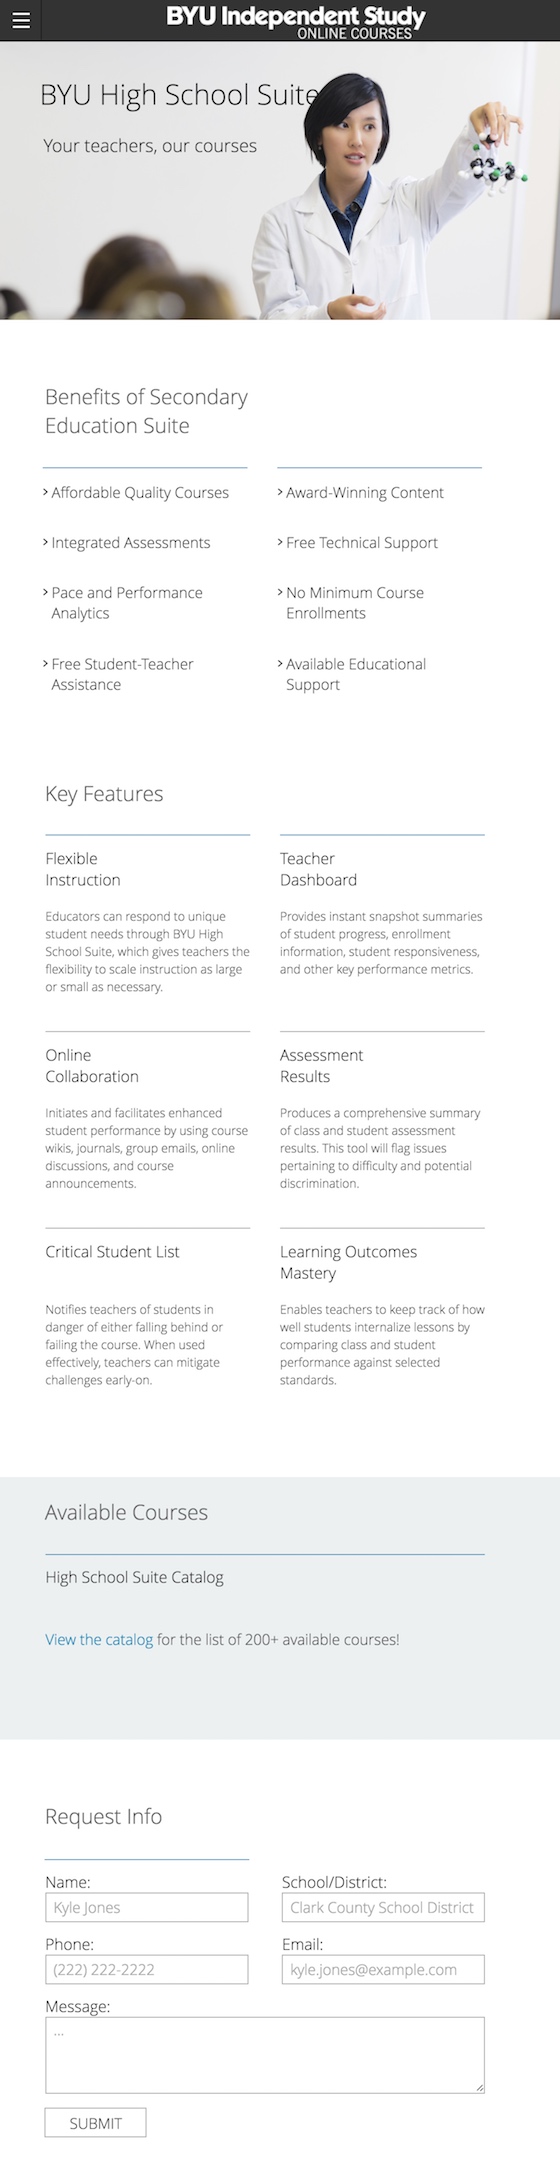 BYU Independent Study
ONLINE COURSES
BYU High School Suite
Your teachers, our courses
Benefits of Secondary
Education Suite
> Affordable Quality Courses
> Award-Winning Content
> Integrated Assessments
> Free Technical Support
> Pace and Performance
Analytics
> No Minimum Course
Enrollments
> Free Student-Teacher
Assistance
> Available Educational
Support
Key Features
Flexible
Instruction
Educators can respond to unique
student needs through BYU High
School Suite, which gives teachers the
flexibility to scale instruction as large
or small as necessary.
Teacher
Dashboard
Provides instant snapshot summaries
of student progress, enrollment
information, student responsiveness,
and other key performance metrics.
Online
Collaboration
Initiates and facilitates enhanced
student performance by using course
wikis, journals, group emails, online
discussions, and course
announcements.
Assessment
Results
Produces a comprehensive summary
of class and student assessment
results. This tool will flag issues
pertaining to difficulty and potential
discrimination.
Critical Student List
Notifies teachers of students in
danger of either falling behind or
failing the course. When used
effectively, teachers can mitigate
challenges early-on.
Learning Outcomes
Mastery
Enables teachers to keep track of how
well students internalize lessons by
comparing class and student
performance against selected
standards.
Available Courses
High School Suite Catalog
View the catalog for the list of 200+ available courses!
Request Info
Name:
Kyle Jones
School/District:
Clark County School District
Phone:
(222) 222-2222
Email:
kyle.jones@example.com
Message:
...
SUBMIT